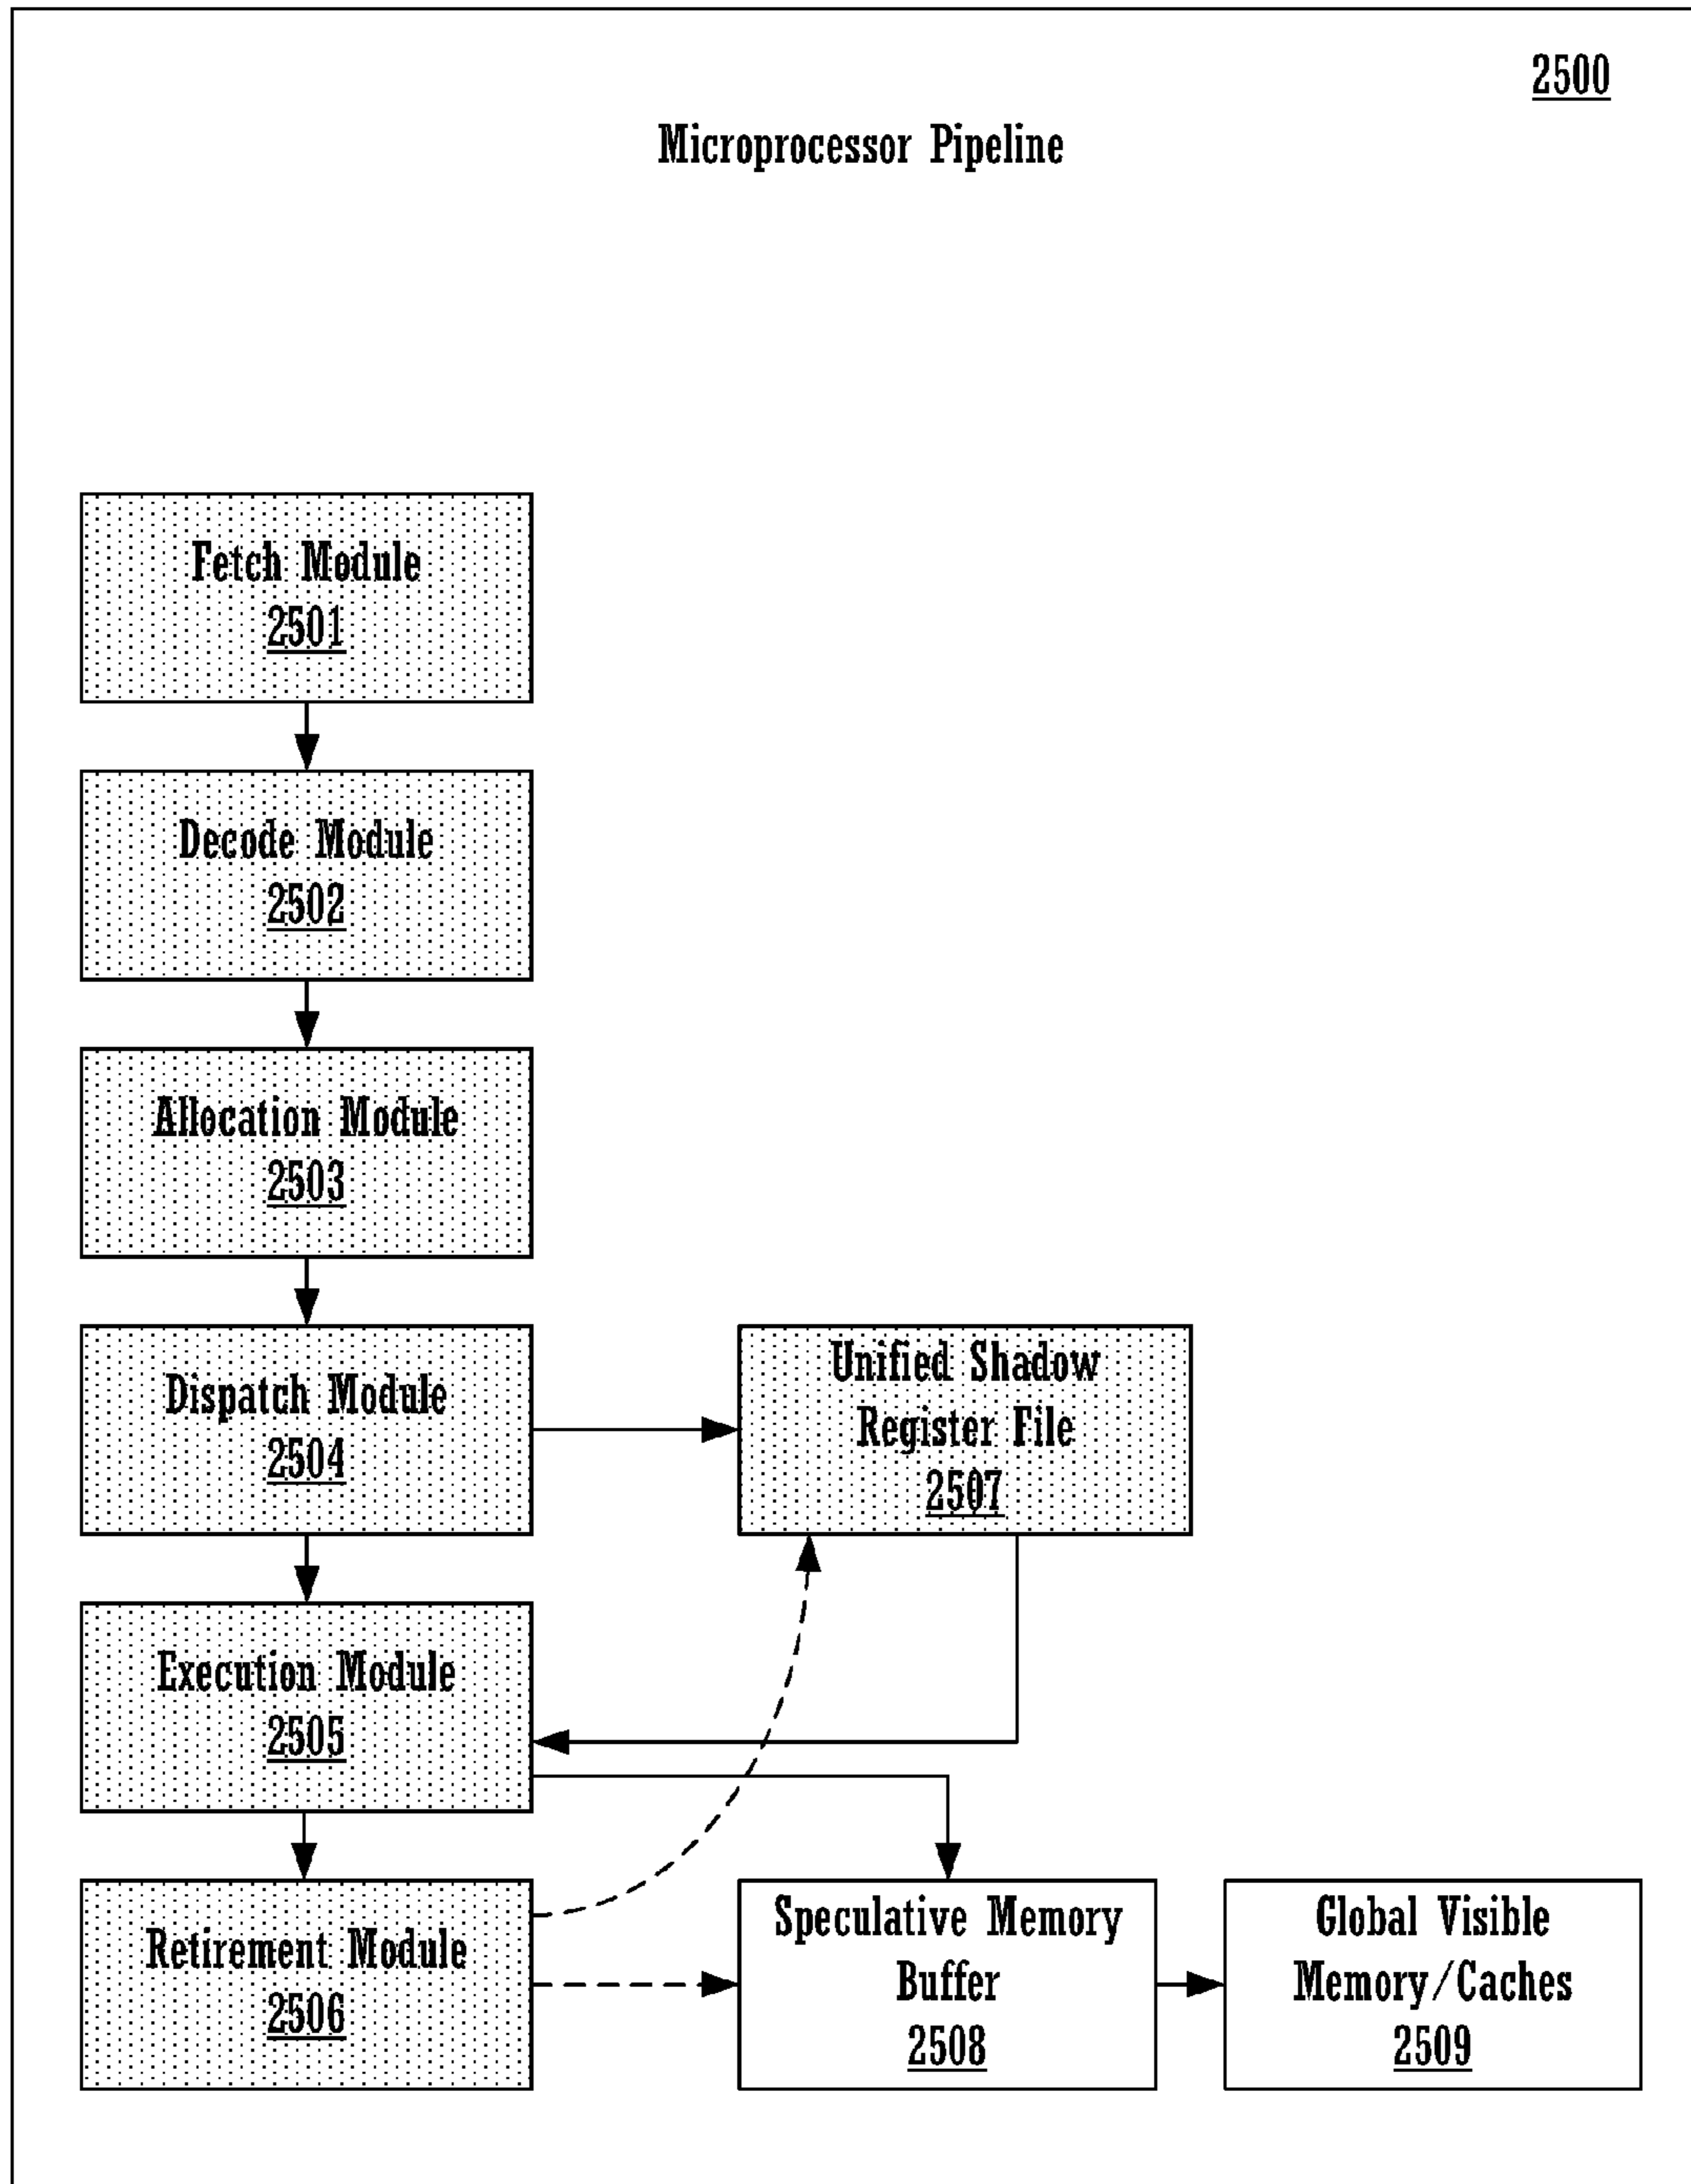 2500
Microprocessor Pipeline
Fetch Module
2501
Decode Module
2502
Allocation Module
2503
Dispatch Module
2504
Unified Shadow
Register File
2507
Execution Module
2505
Retirement Module
2506
Speculative Memory
Buffer
2508
Global Visible
Memory/Caches
2509